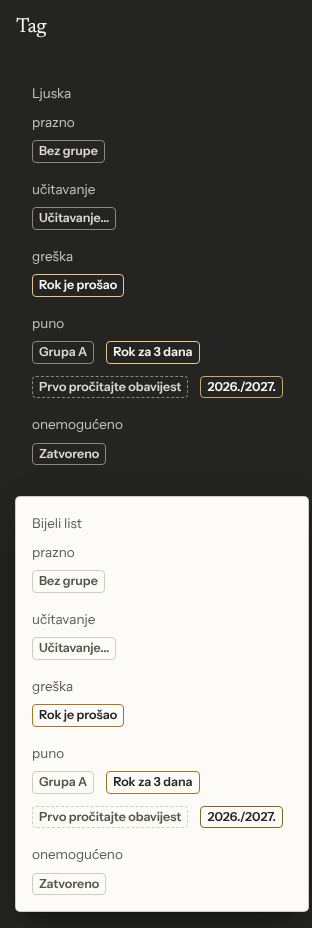 Tag
Ljuska
prazno
Bez grupe
učitavanje
Učitavanje…
greška
Rok je prošao
puno
Grupa A Rok za 3 dana
Prvo pročitajte obavijest 2026./2027.
onemogućeno
Zatvoreno
Bijeli list
prazno
Bez grupe
učitavanje
Učitavanje…
greška
Rok je prošao
puno
Grupa A Rok za 3 dana
Prvo pročitajte obavijest 2026./2027.
onemogućeno
Zatvoreno